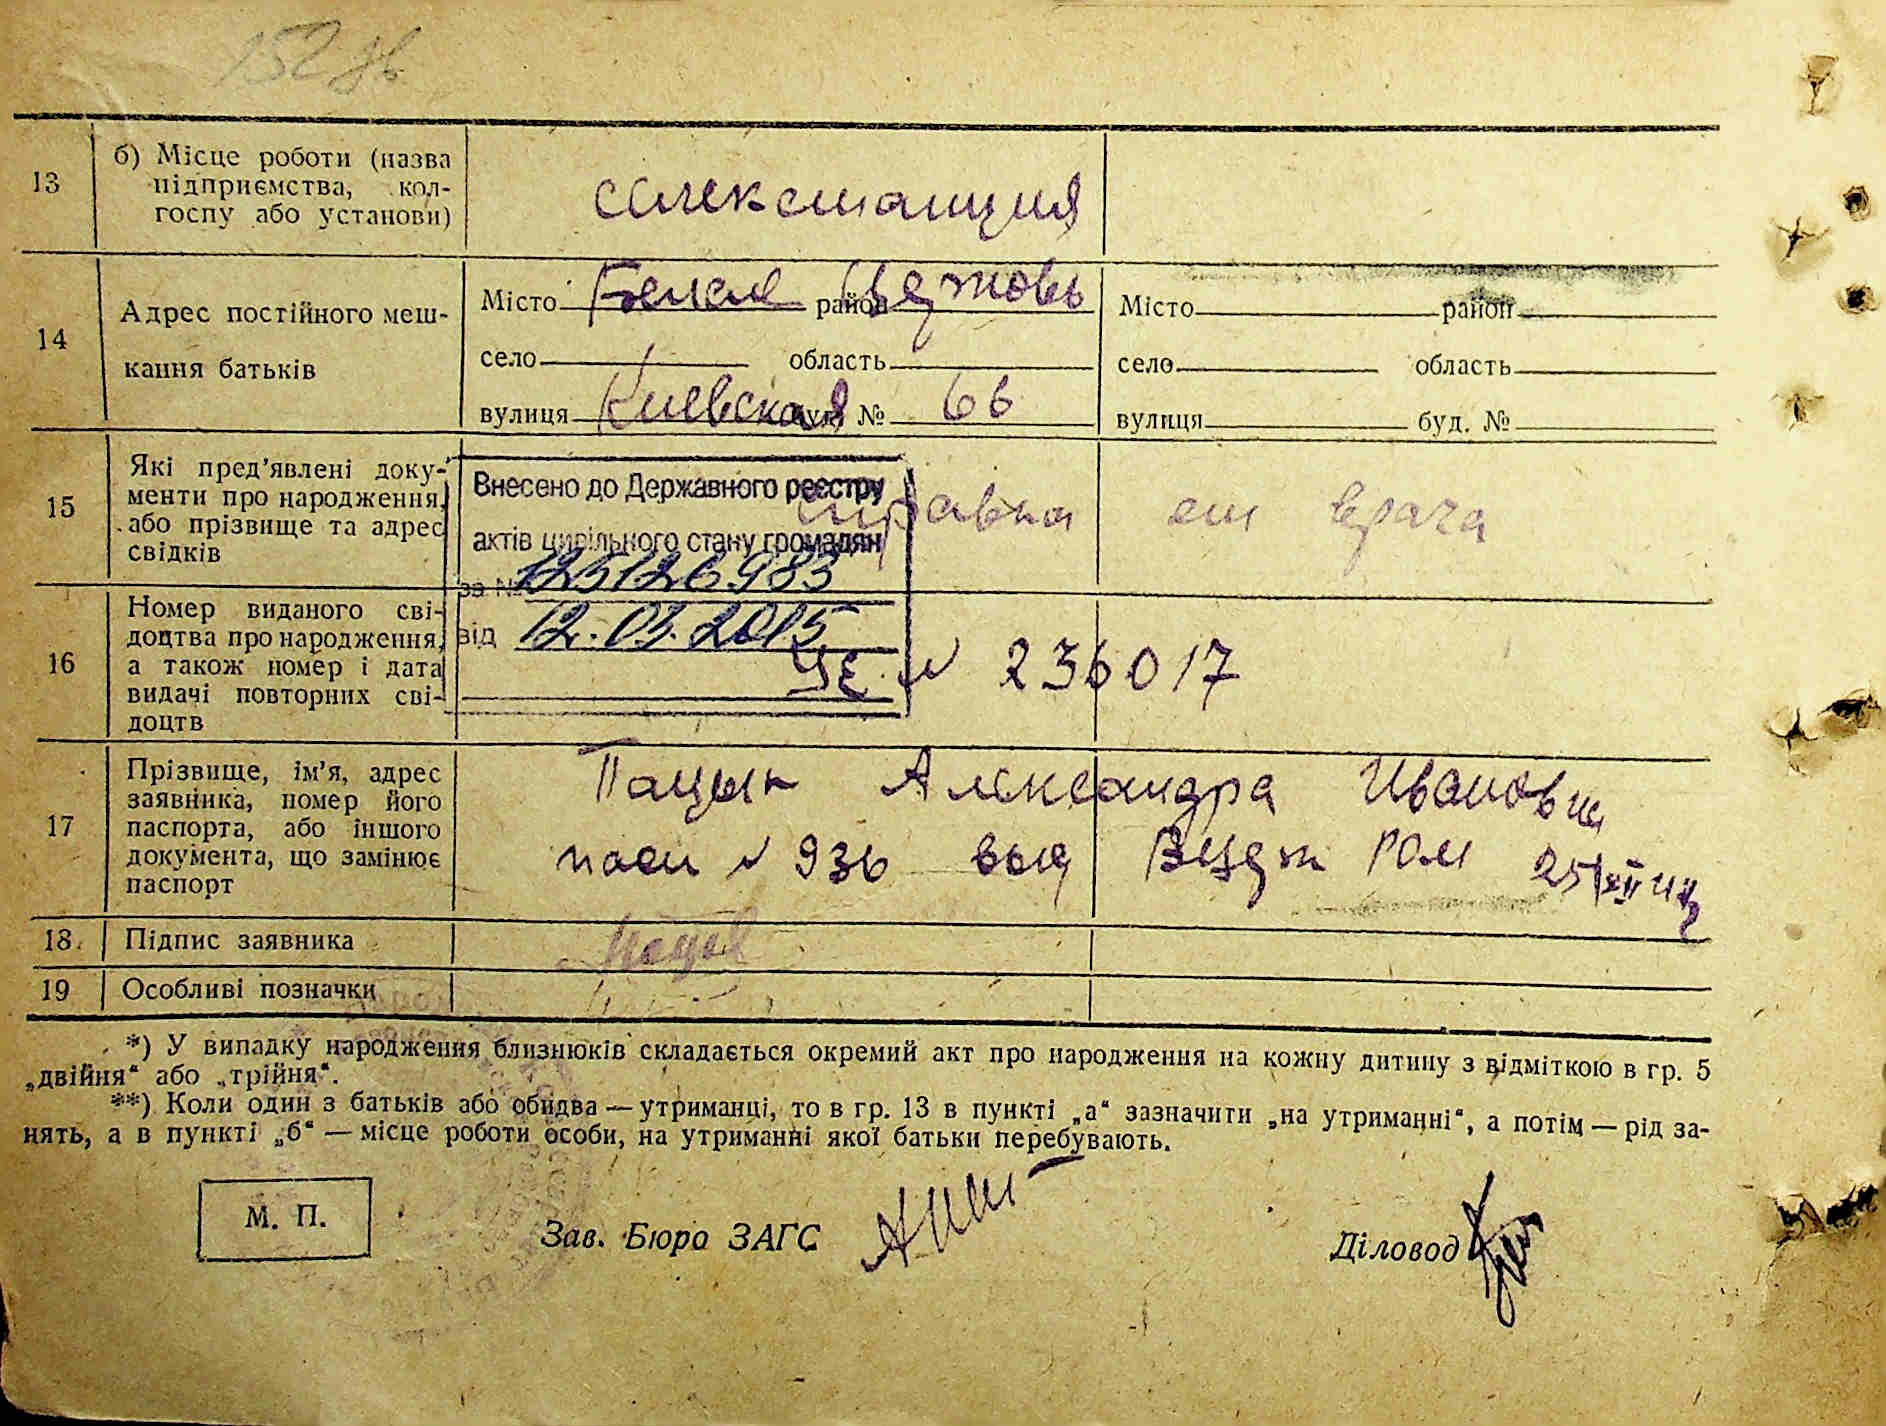 152
13 б) Місце роботи (назва
підприємства, кол-
госпу або установи)
селекстанция
14 Адрес постійного меш-
кання батьків
Місто Белая район Церковь
село область
вулиця Киевская буд. № 66
Місто район
село область
вулиця буд. №
15 Які пред’явлені доку-
менти про народження,
або прізвище та адрес
свідків
справка от врача
Внесено до Державного реєстру
актів цивільного стану громадян
за № 125126983
від 12.03.2015
16 Номер виданого сві-
доцтва про народження,
а також номер і дата
видачі повторних сві-
доцтв
УЕ № 236017
17 Прізвище, ім’я, адрес
заявника, номер його
паспорта, або іншого
документа, що замінює
паспорт
Пацын Александра Ивановна
пасп № 936 выд РОМ 25/XII
18. Підпис заявника
19 Особливі позначки
*) У випадку народження близнюків складається окремий акт про народження на кожну дитину з відміткою в гр. 5
„двійня“ або „трійня“.
**) Коли один з батьків або обидва — утриманці, то в гр. 13 в пункті „а“ зазначити „на утриманні“, а потім — рід за-
нять, а в пункті „б“ — місце роботи особи, на утриманні якої батьки перебувають.
М. П.
Зав. Бюро ЗАГС
Діловод